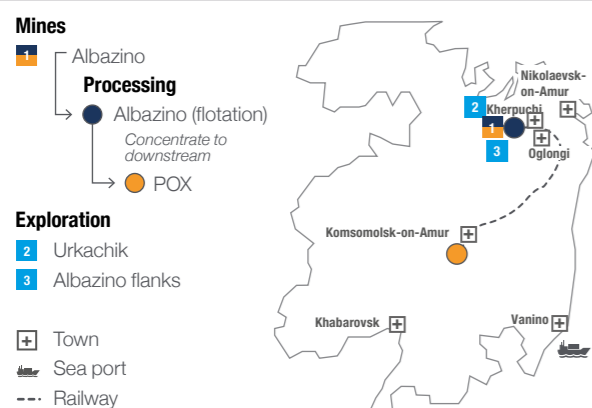 Mines
1
Albazino
Processing
Albazino (flotation)
Concentrate to
downstream
POX
Exploration
2 Urkachik
3 Albazino flanks
Town
Sea port
Railway
Nikolaevsk-
on-Amur
2 Kherpuchi
1
3 Oglongi
Komsomolsk-on-Amur
Khabarovsk
Vanino